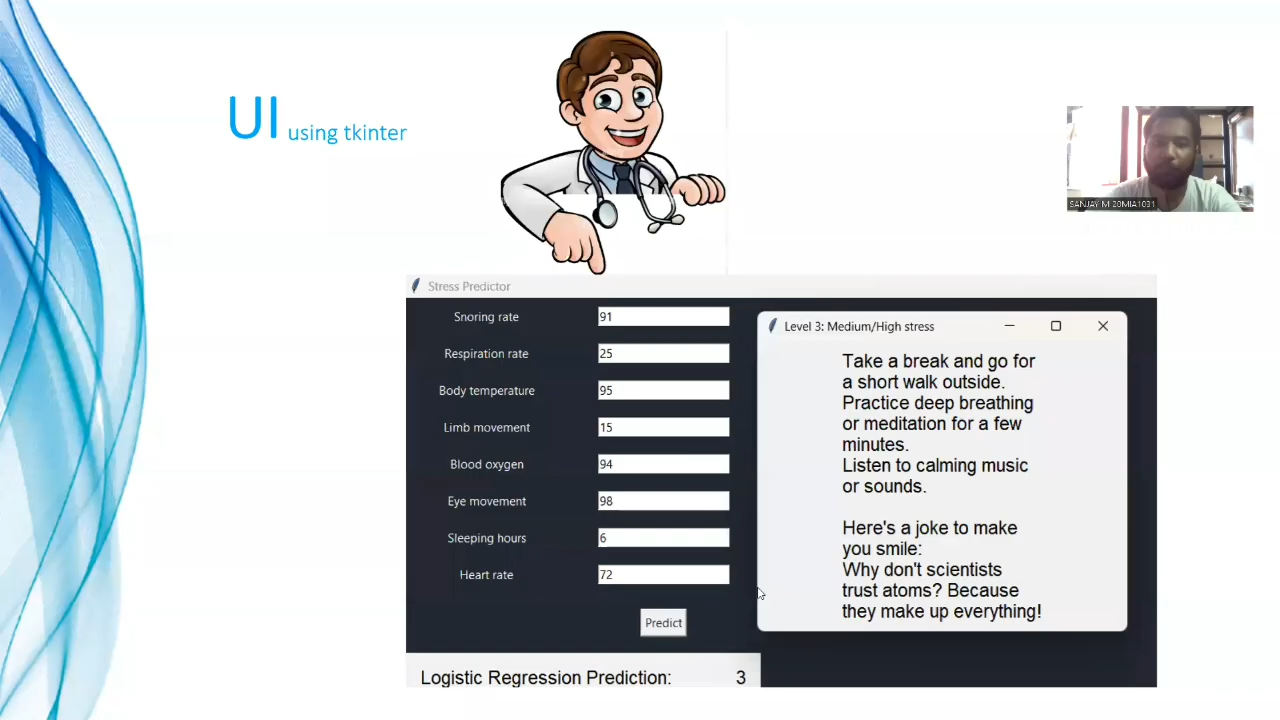 UI using tkinter
SANJAY M 20MIA1031
Stress Predictor
Snoring rate 91
Respiration rate 25
Body temperature 95
Limb movement 15
Blood oxygen 94
Eye movement 98
Sleeping hours 6
Heart rate 72
Predict
Logistic Regression Prediction: 3
Level 3: Medium/High stress
Take a break and go for
a short walk outside.
Practice deep breathing
or meditation for a few
minutes.
Listen to calming music
or sounds.
Here's a joke to make
you smile:
Why don't scientists
trust atoms? Because
they make up everything!